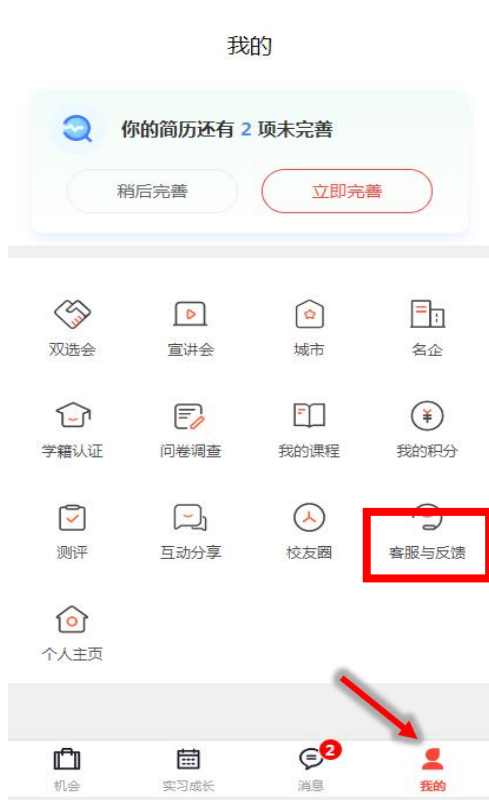 我的
你的简历还有 2 项未完善
稍后完善 立即完善
双选会 宣讲会 城市 名企
学籍认证 问卷调查 我的课程 我的积分
测评 互动分享 校友圈 客服与反馈
个人主页
2
机会 实习成长 消息 我的